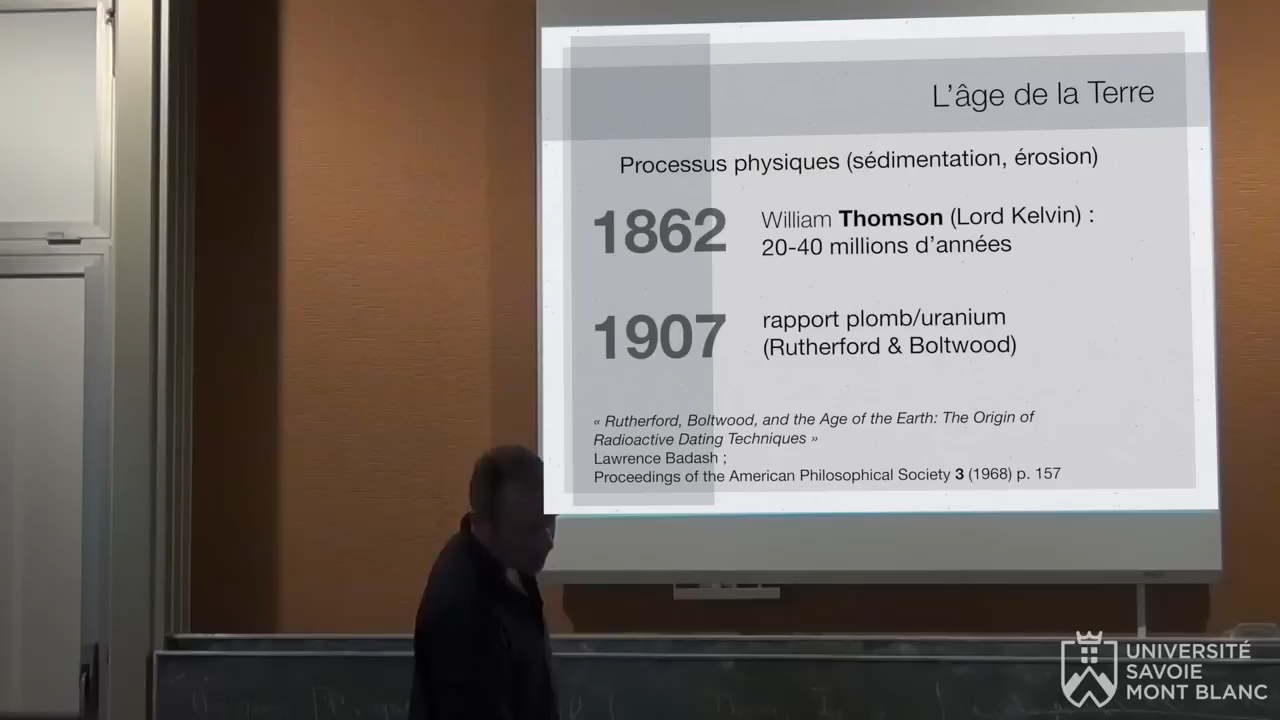 L'âge de la Terre
Processus physiques (sédimentation, érosion)
1862
William Thomson (Lord Kelvin) :
20-40 millions d'années
1907
rapport plomb/uranium
(Rutherford & Boltwood)
« Rutherford, Boltwood, and the Age of the Earth: The Origin of
Radioactive Dating Techniques »
Lawrence Badash ;
Proceedings of the American Philosophical Society 3 (1968) p. 157
UNIVERSITÉ
SAVOIE
MONT BLANC